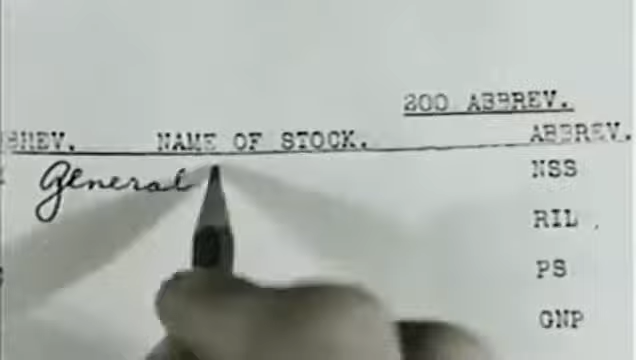 200 ABBREV.
NAME OF STOCK. ABBREV.
General NSS
RIL
PS
GNP